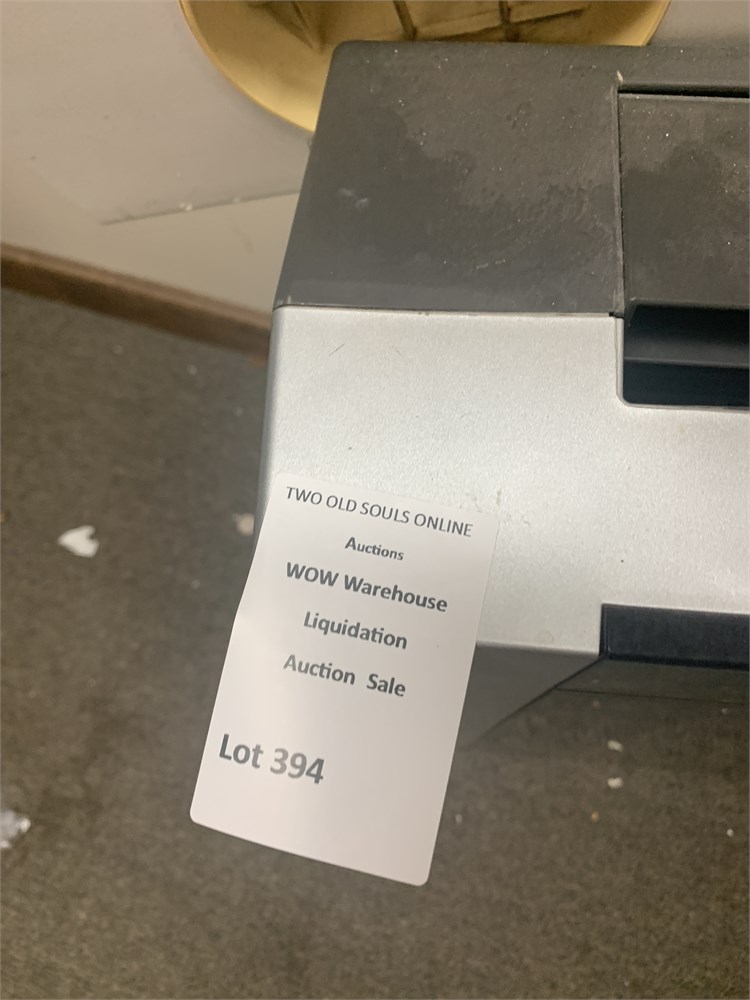 TWO OLD SOULS ONLINE
Auctions
WOW Warehouse
Liquidation
Auction Sale
Lot 394